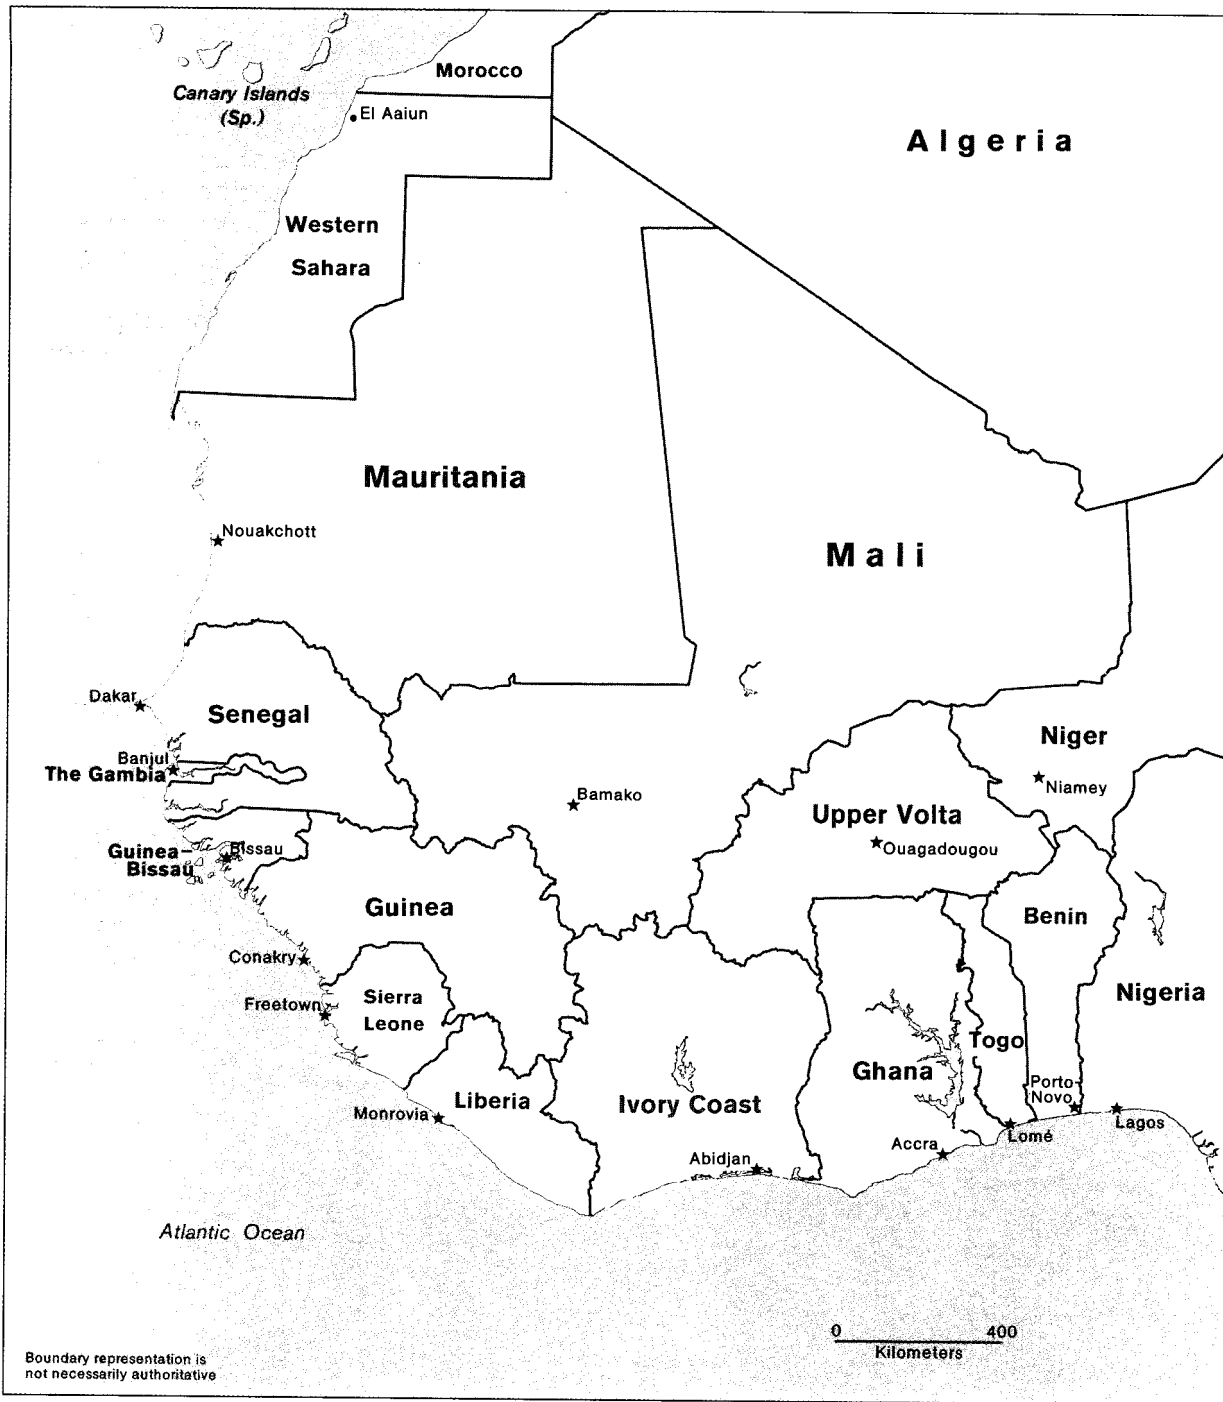 Morocco
Canary Islands
(Sp.)
El Aaiun
Algeria
Western
Sahara
Mauritania
Nouakchott
Mali
Dakar
Senegal
Niger
Banjul
The Gambia
Niamey
Bamako
Upper Volta
Ouagadougou
Guinea-
Bissau
Bissau
Guinea
Benin
Conakry
Nigeria
Freetown
Sierra
Leone
Togo
Ghana
Porto-
Novo
Liberia
Ivory Coast
Monrovia
Lagos
Lomé
Accra
Abidjan
Atlantic Ocean
0 400
Kilometers
Boundary representation is
not necessarily authoritative